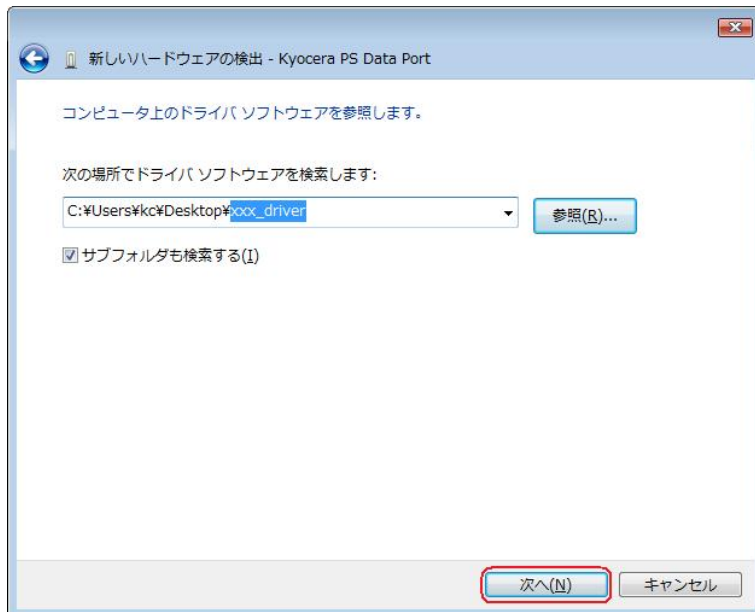 新しいハードウェアの検出 - Kyocera PS Data Port
コンピュータ上のドライバ ソフトウェアを参照します。
次の場所でドライバ ソフトウェアを検索します:
C:¥Users¥kc¥Desktop¥xxx_driver
参照(R)...
サブフォルダも検索する(I)
次へ(N)
キャンセル